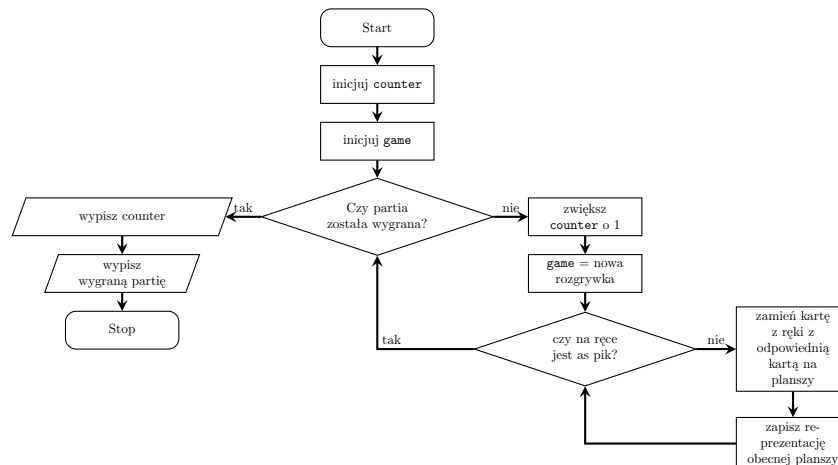 Start
inicjuj counter
inicjuj game
Czy partia
została wygrana?
tak
nie
wypisz counter
wypisz
wygraną partię
Stop
zwiększ
counter o 1
game = nowa
rozgrywka
czy na ręce
jest as pik?
tak
nie
zamień kartę
z ręki z
odpowiednią
kartą na
planszy
zapisz re-
prezentację
obecnej planszy